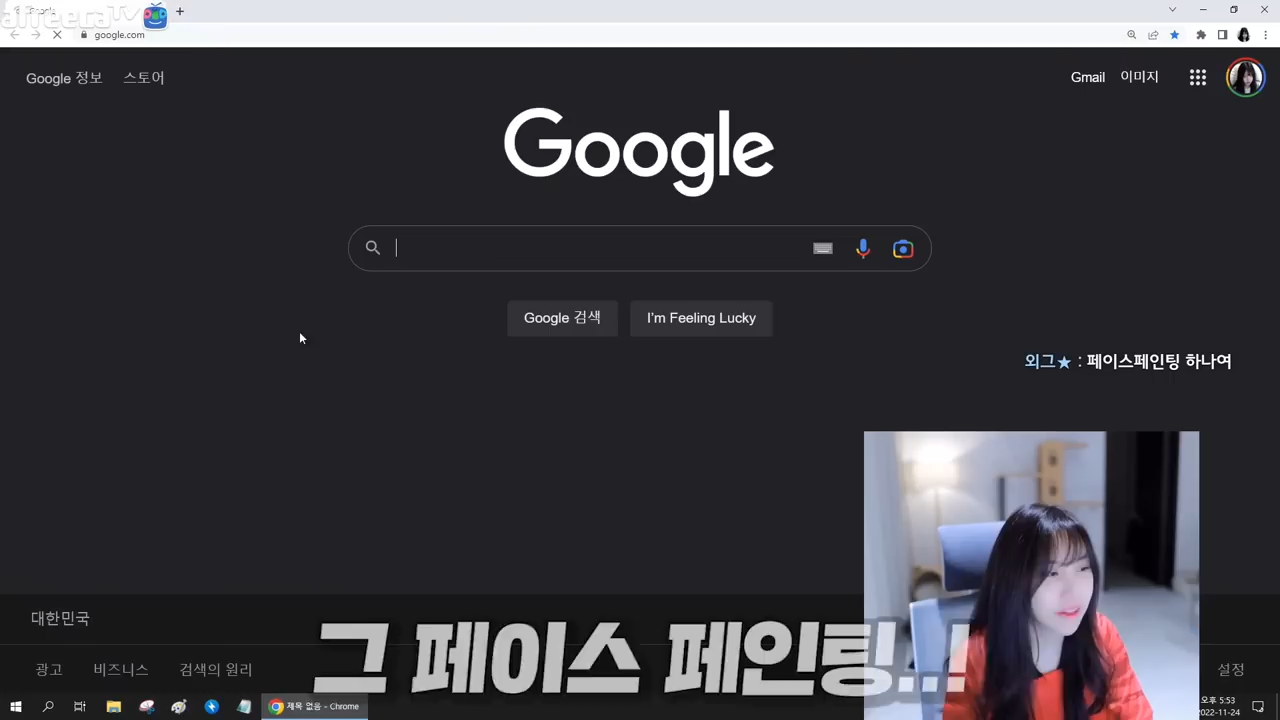 afreecaTV
google.com
Google 정보
스토어
Gmail
이미지
Google
Google 검색
I'm Feeling Lucky
외그★ : 페이스페인팅 하나여
대한민국
그 페이스 페인팅...!
광고
비즈니스
검색의 원리
설정
제목 없음 - Chrome
오후 5:53
2022-11-24